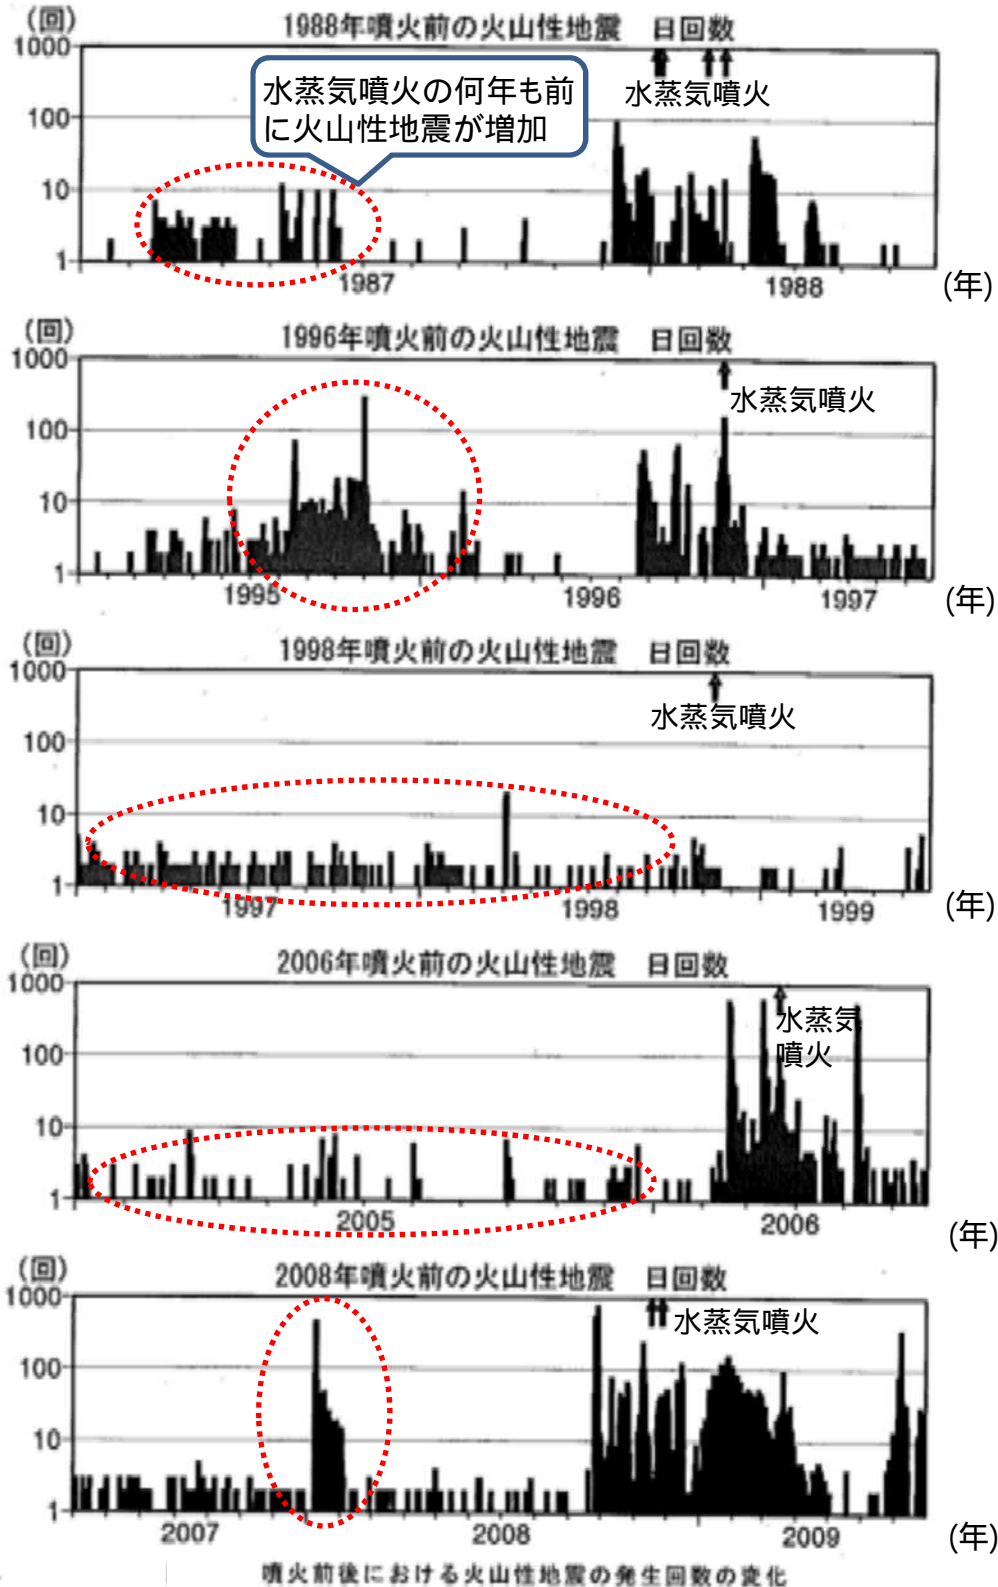 (回)
1988年噴火前の火山性地震 日回数
1000
水蒸気噴火の何年も前
に火山性地震が増加
水蒸気噴火
100
10
1
1987
1988
(年)
(回)
1996年噴火前の火山性地震 日回数
1000
水蒸気噴火
100
10
1
1995
1996
1997
(年)
(回)
1998年噴火前の火山性地震 日回数
1000
水蒸気噴火
100
10
1
1997
1998
1999
(年)
(回)
2006年噴火前の火山性地震 日回数
1000
水蒸気
噴火
100
10
1
2005
2006
(年)
(回)
2008年噴火前の火山性地震 日回数
1000
水蒸気噴火
100
10
1
2007
2008
2009
(年)
噴火前後における火山性地震の発生回数の変化